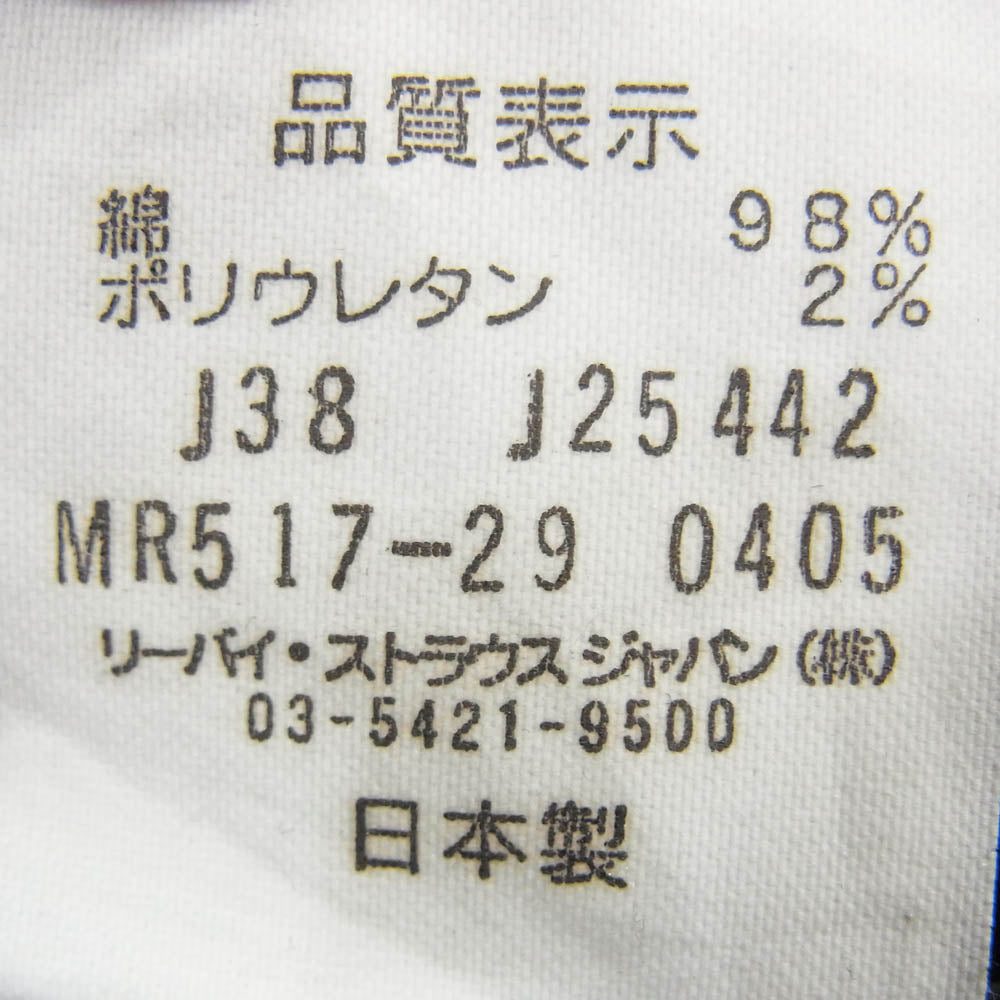 品質表示
綿 98%
ポリウレタン 2%
J38 J25442
MR517-29 0405
リーバイ・ストラウス ジャパン(株)
03-5421-9500
日本製